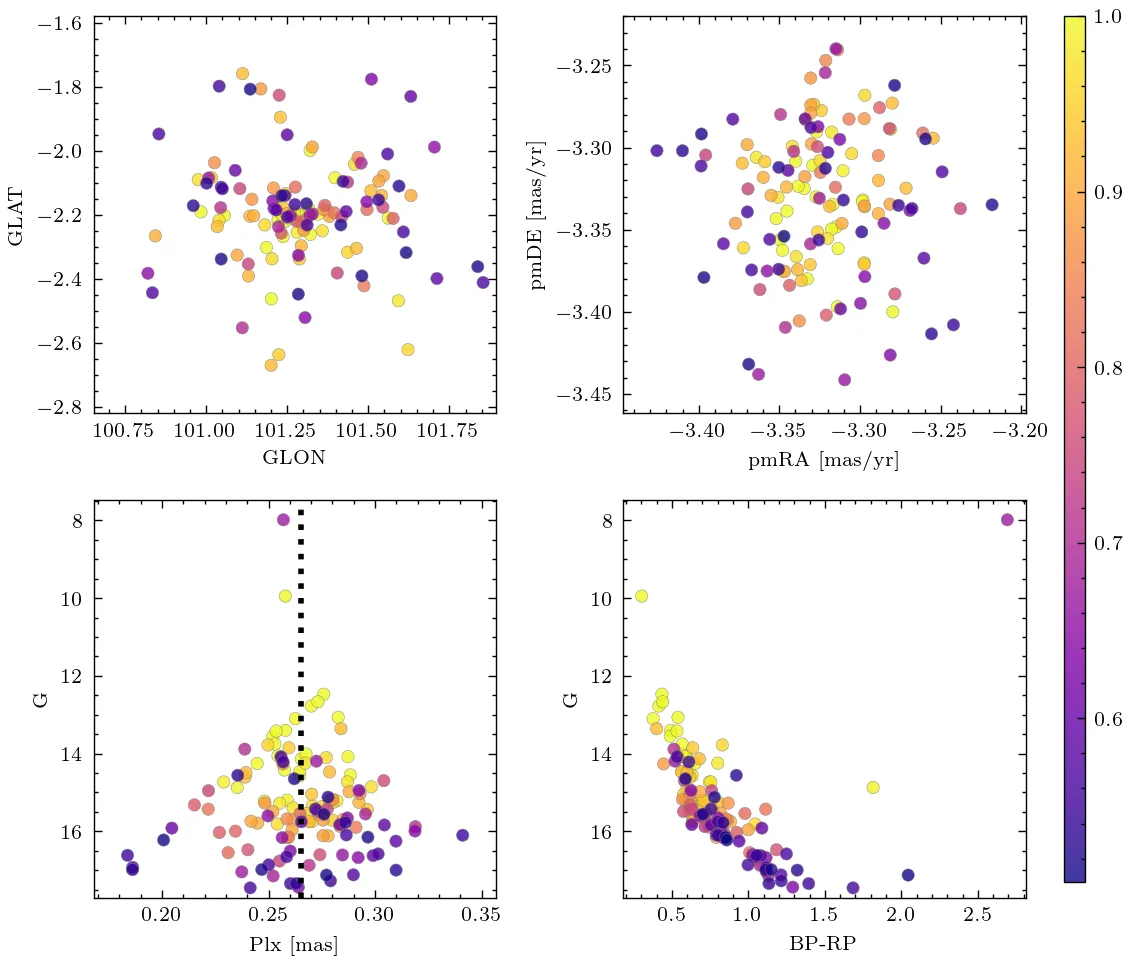 −1.6
−1.8
−2.0
−2.2
−2.4
−2.6
−2.8
GLAT
100.75 101.00 101.25 101.50 101.75
GLON
−3.25
−3.30
−3.35
−3.40
−3.45
pmDE [mas/yr]
−3.40 −3.35 −3.30 −3.25 −3.20
pmRA [mas/yr]
8
10
12
14
16
G
0.20 0.25 0.30 0.35
Plx [mas]
8
10
12
14
16
G
0.5 1.0 1.5 2.0 2.5
BP-RP
1.0
0.9
0.8
0.7
0.6